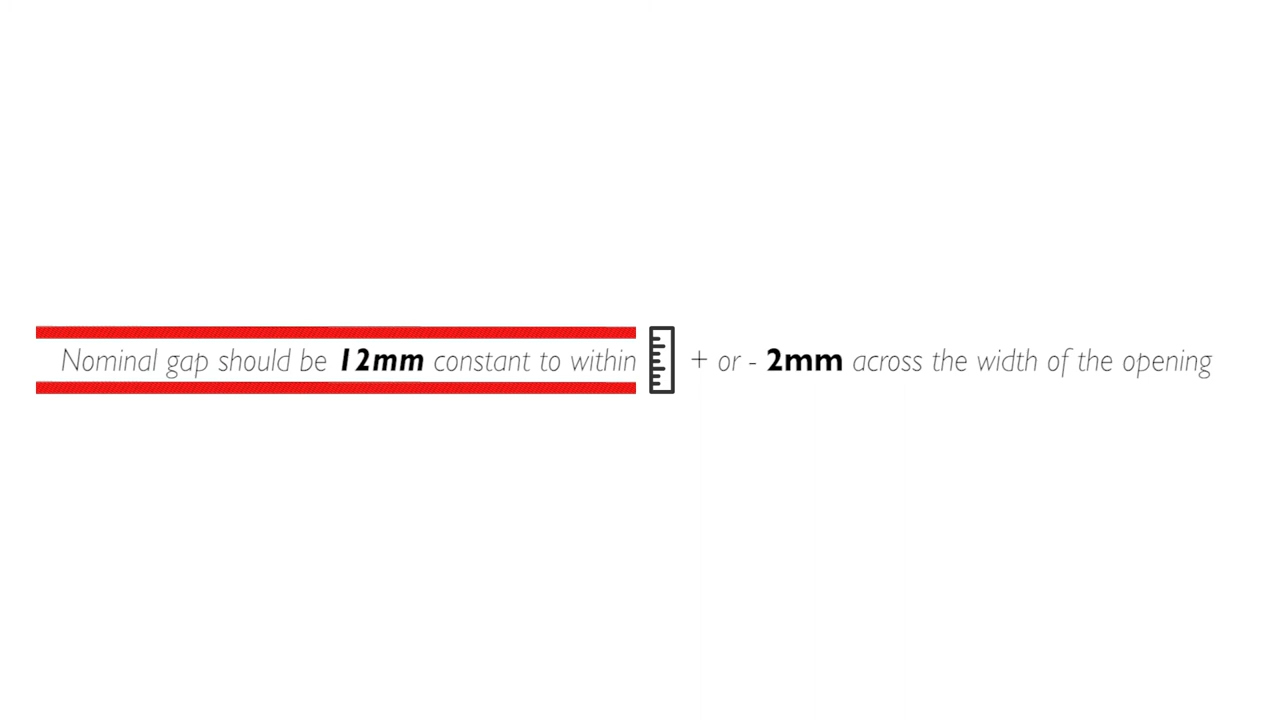 Nominal gap should be 12mm constant to within + or - 2mm across the width of the opening